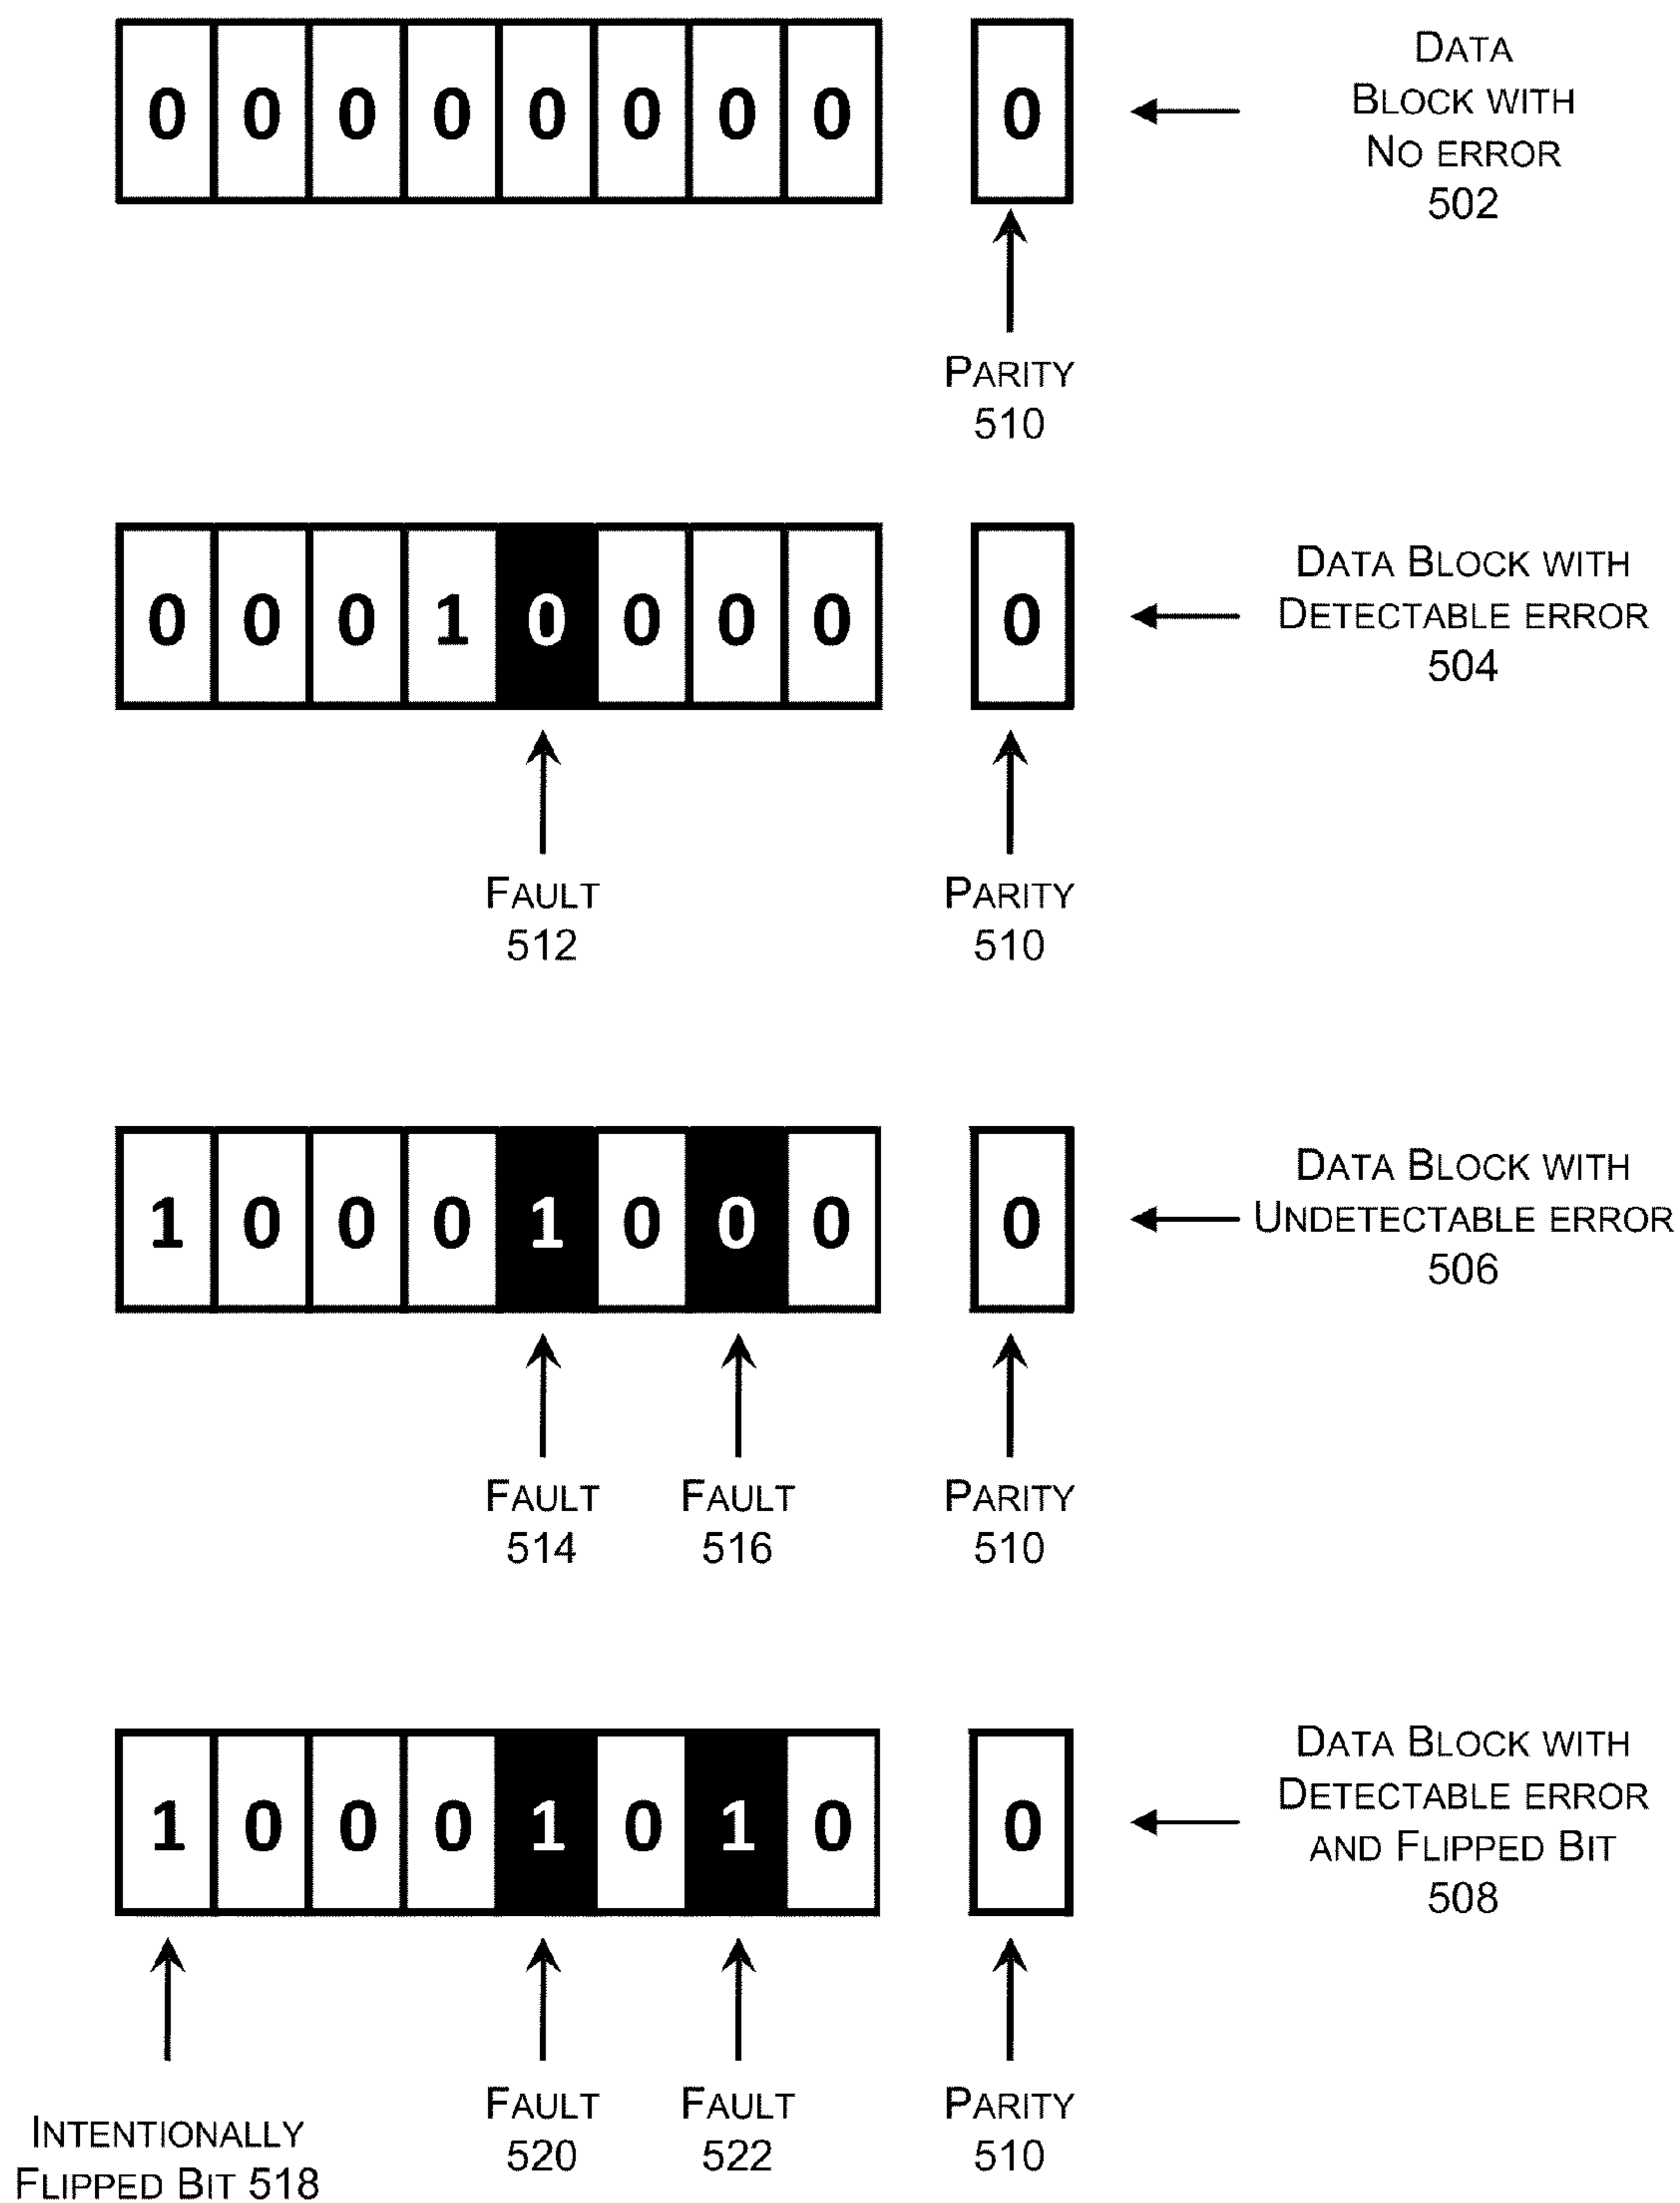 0 0 0 0 0 0 0 0 0
DATA
BLOCK WITH
NO ERROR
502
PARITY
510
0 0 0 1 0 0 0 0 0
DATA BLOCK WITH
DETECTABLE ERROR
504
FAULT
512
PARITY
510
1 0 0 0 1 0 0 0 0
DATA BLOCK WITH
UNDETECTABLE ERROR
506
FAULT
514
FAULT
516
PARITY
510
1 0 0 0 1 0 1 0 0
DATA BLOCK WITH
DETECTABLE ERROR
AND FLIPPED BIT
508
INTENTIONALLY
FLIPPED BIT 518
FAULT
520
FAULT
522
PARITY
510